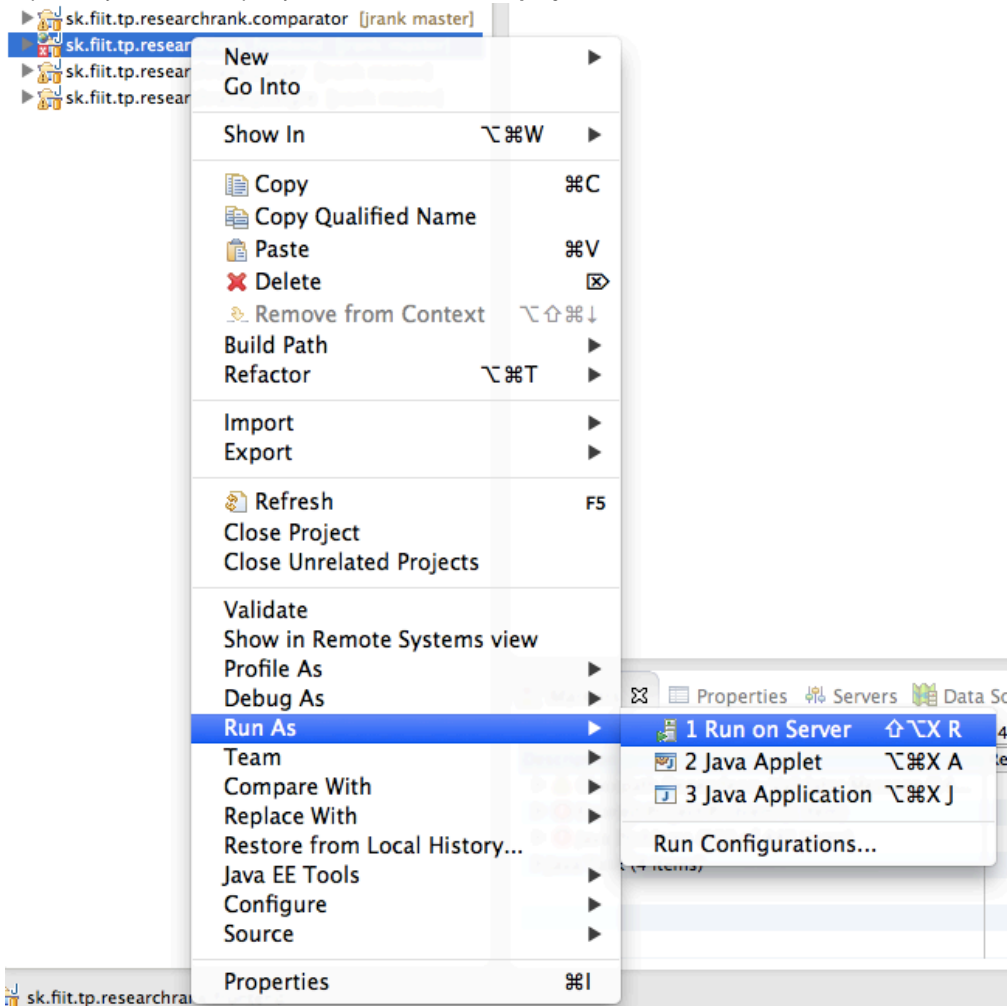 sk.fiit.tp.researchrank.comparator [jrank master]
sk.fiit.tp.resear
sk.fiit.tp.resear
sk.fiit.tp.resear
New
Go Into
Show In ⌥⌘W
Copy ⌘C
Copy Qualified Name
Paste ⌘V
Delete ⌦
Remove from Context ⌥⇧⌘↓
Build Path
Refactor ⌥⌘T
Import
Export
Refresh F5
Close Project
Close Unrelated Projects
Validate
Show in Remote Systems view
Profile As
Debug As
Run As
Team
Compare With
Replace With
Restore from Local History...
Java EE Tools
Configure
Source
Properties ⌘I
Properties Servers Data So
1 Run on Server ⇧⌥X R
2 Java Applet ⌥⌘X A
3 Java Application ⌥⌘X J
Run Configurations...
(4 items)
sk.fiit.tp.researchra